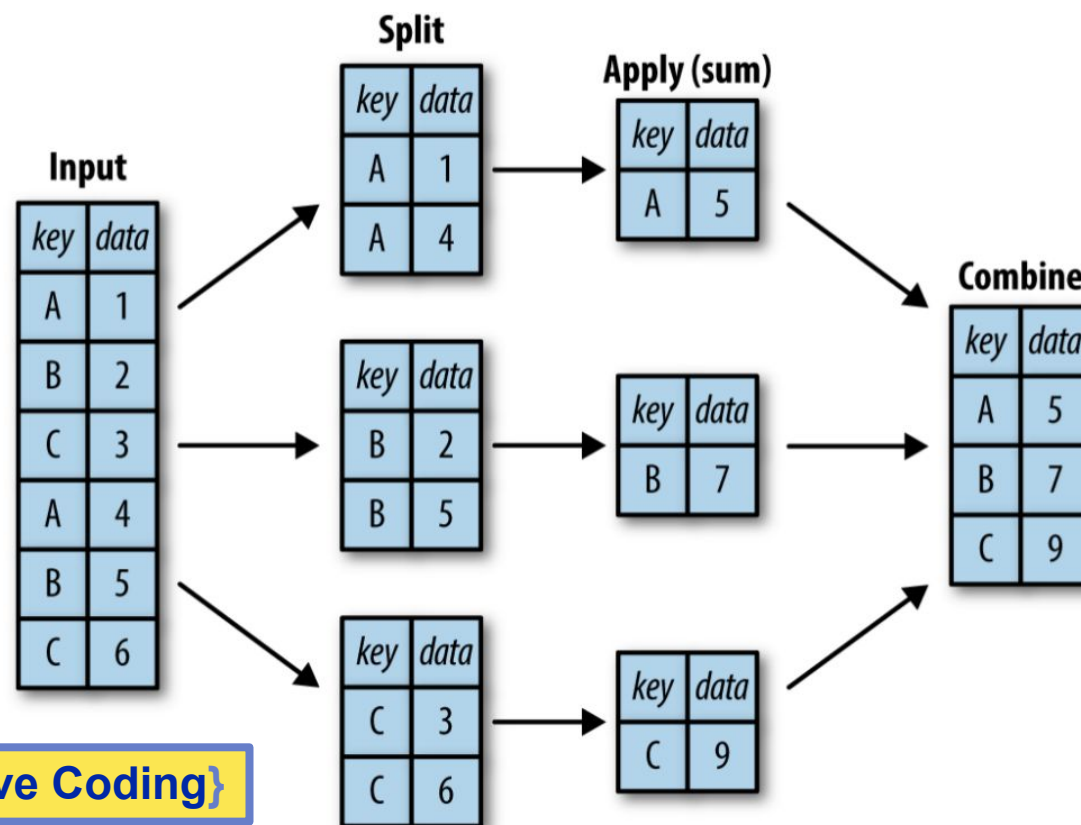 Input
key data
A 1
B 2
C 3
A 4
B 5
C 6
Split
key data
A 1
A 4
key data
B 2
B 5
key data
C 3
C 6
Apply (sum)
key data
A 5
key data
B 7
key data
C 9
Combine
key data
A 5
B 7
C 9
ve Coding}